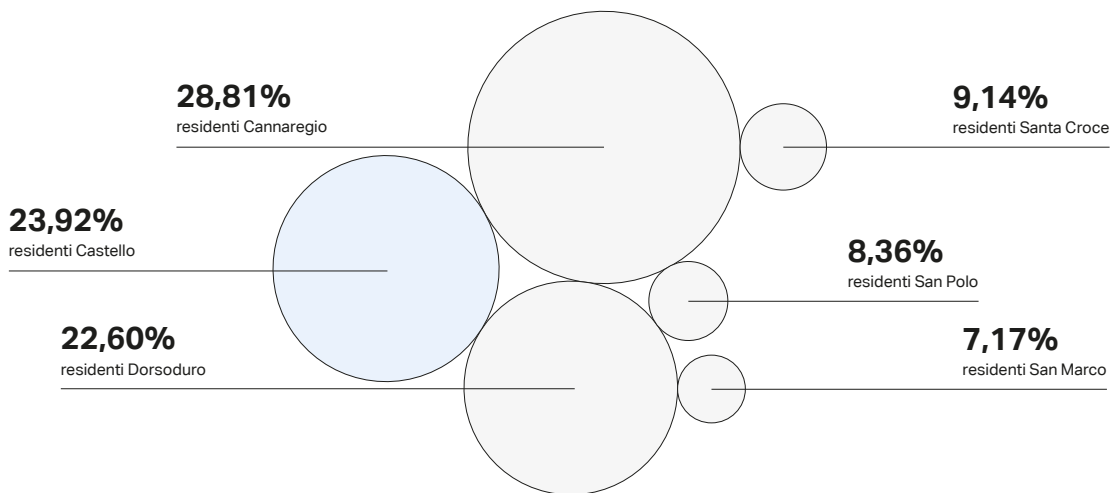 28,81%
residenti Cannaregio
9,14%
residenti Santa Croce
23,92%
residenti Castello
8,36%
residenti San Polo
22,60%
residenti Dorsoduro
7,17%
residenti San Marco